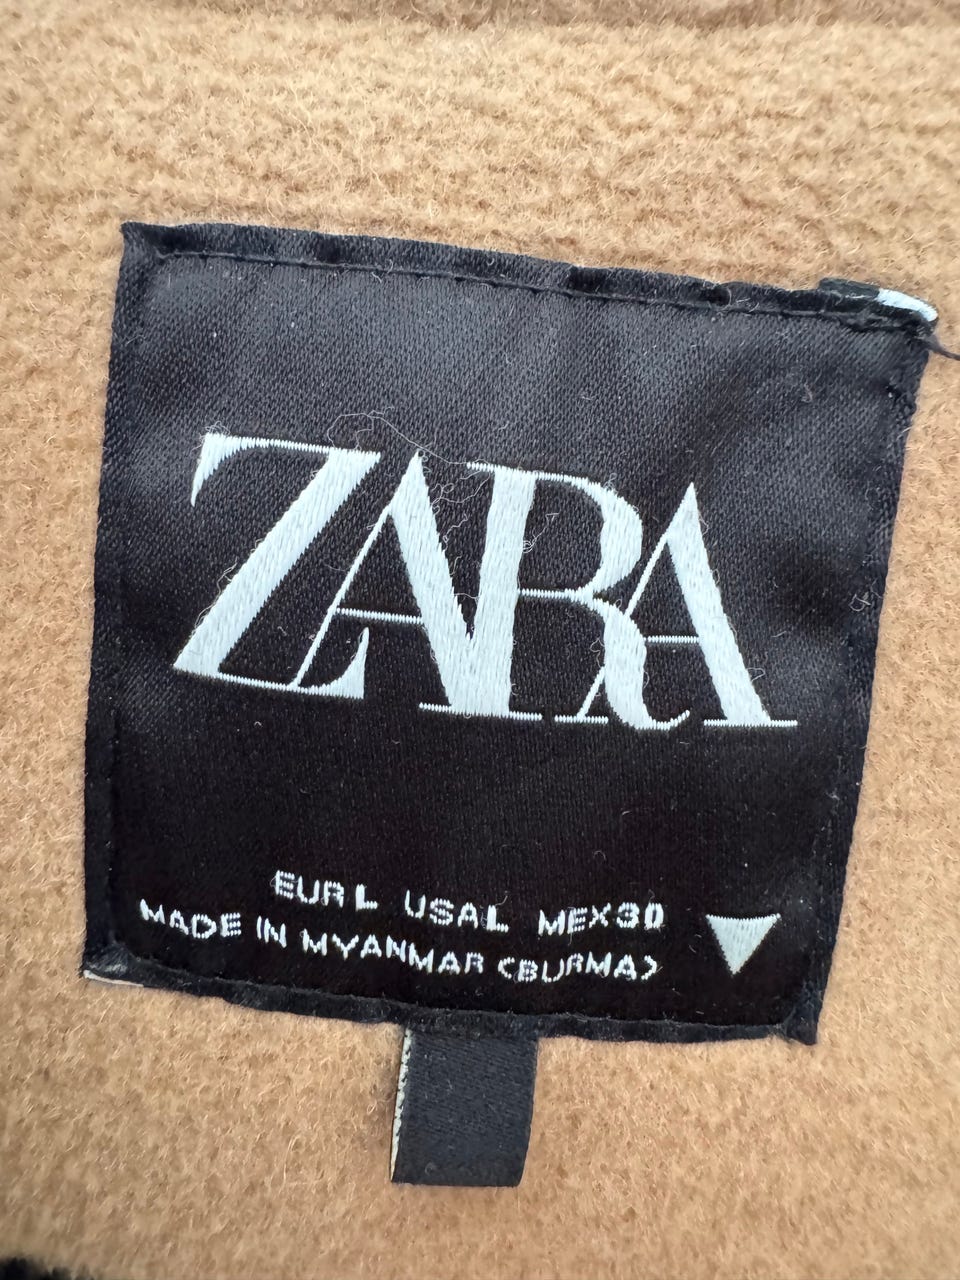 ZARA
EUR L USA L MEX 30
MADE IN MYANMAR (BURMA)